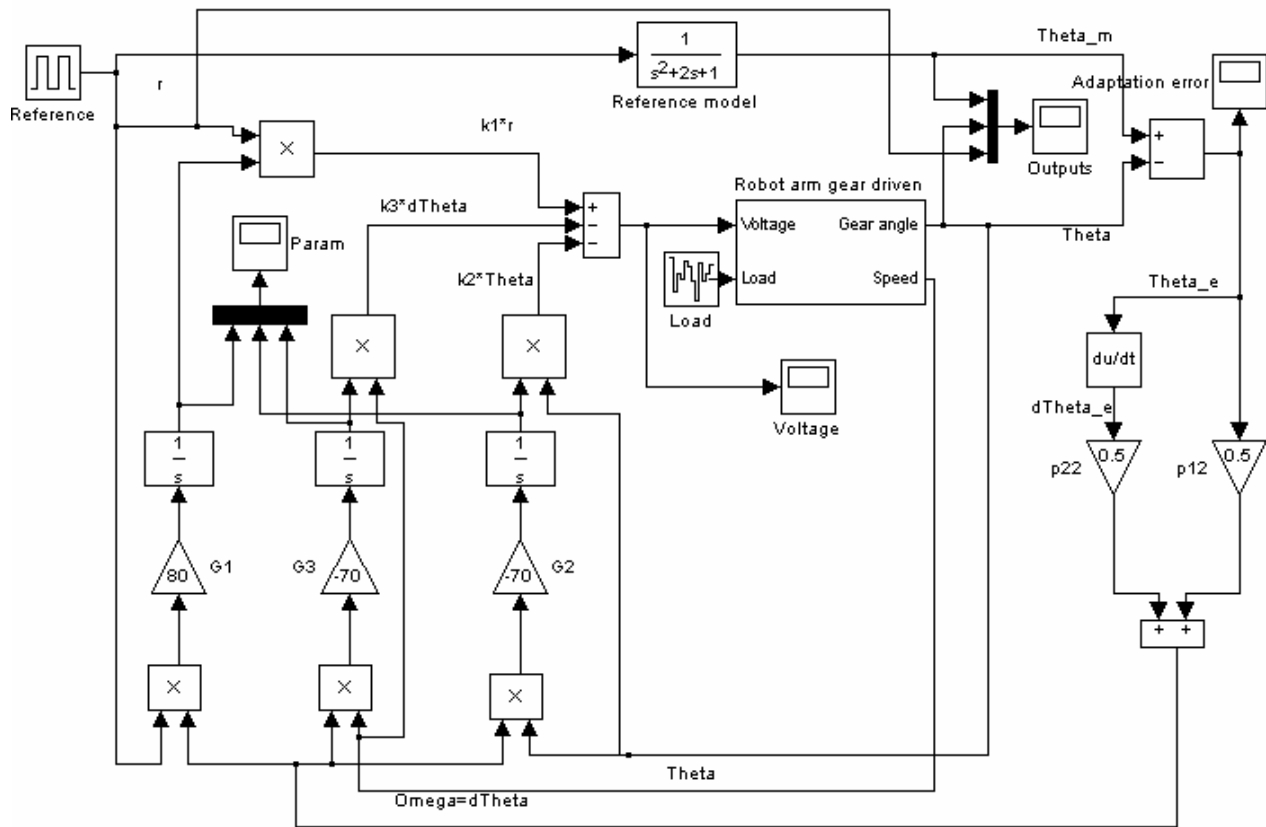 Theta_m
1
s²+2s+1
Reference model
Adaptation error
r
Reference
k1*r
×
+
−
Outputs
Robot arm gear driven
k3*dTheta
+
−
−
Voltage
Gear angle
Theta
Param
k2*Theta
Load
Speed
Load
Theta_e
×
×
du/dt
Voltage
dTheta_e
1
s
1
s
1
s
0.5
p22
0.5
p12
80
G1
-70
G3
-70
G2
+
+
×
×
×
Theta
Omega=dTheta